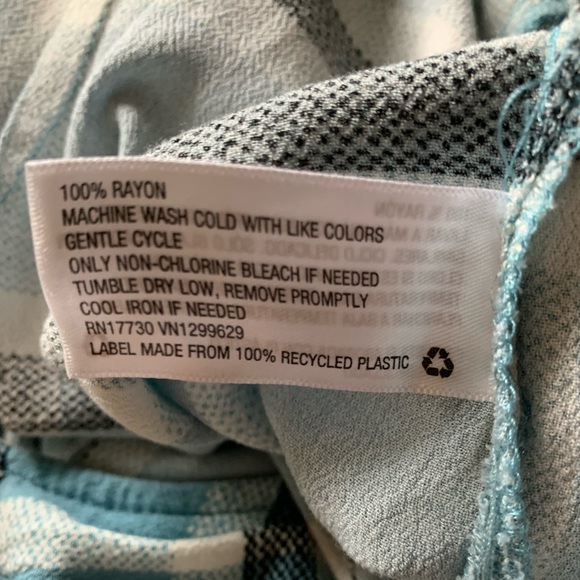 100% RAYON
MACHINE WASH COLD WITH LIKE COLORS
GENTLE CYCLE
ONLY NON-CHLORINE BLEACH IF NEEDED
TUMBLE DRY LOW, REMOVE PROMPTLY
COOL IRON IF NEEDED
RN17730 VN1299629
LABEL MADE FROM 100% RECYCLED PLASTIC